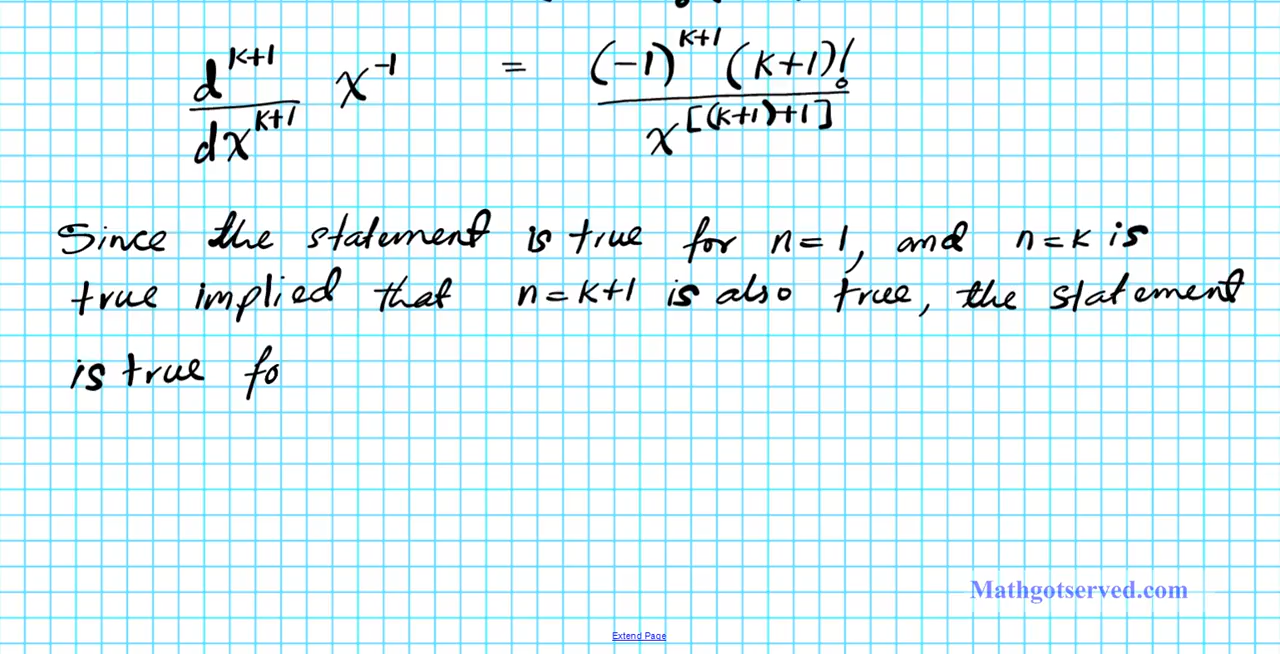 d^{k+1}/dx^{k+1} x^{-1} = (-1)^{k+1} (k+1)! / x^{[(k+1)+1]}
Since the statement is true for n=1, and n=k is
true implied that n=k+1 is also true, the statement
is true fo
Mathgotserved.com
Extend Page